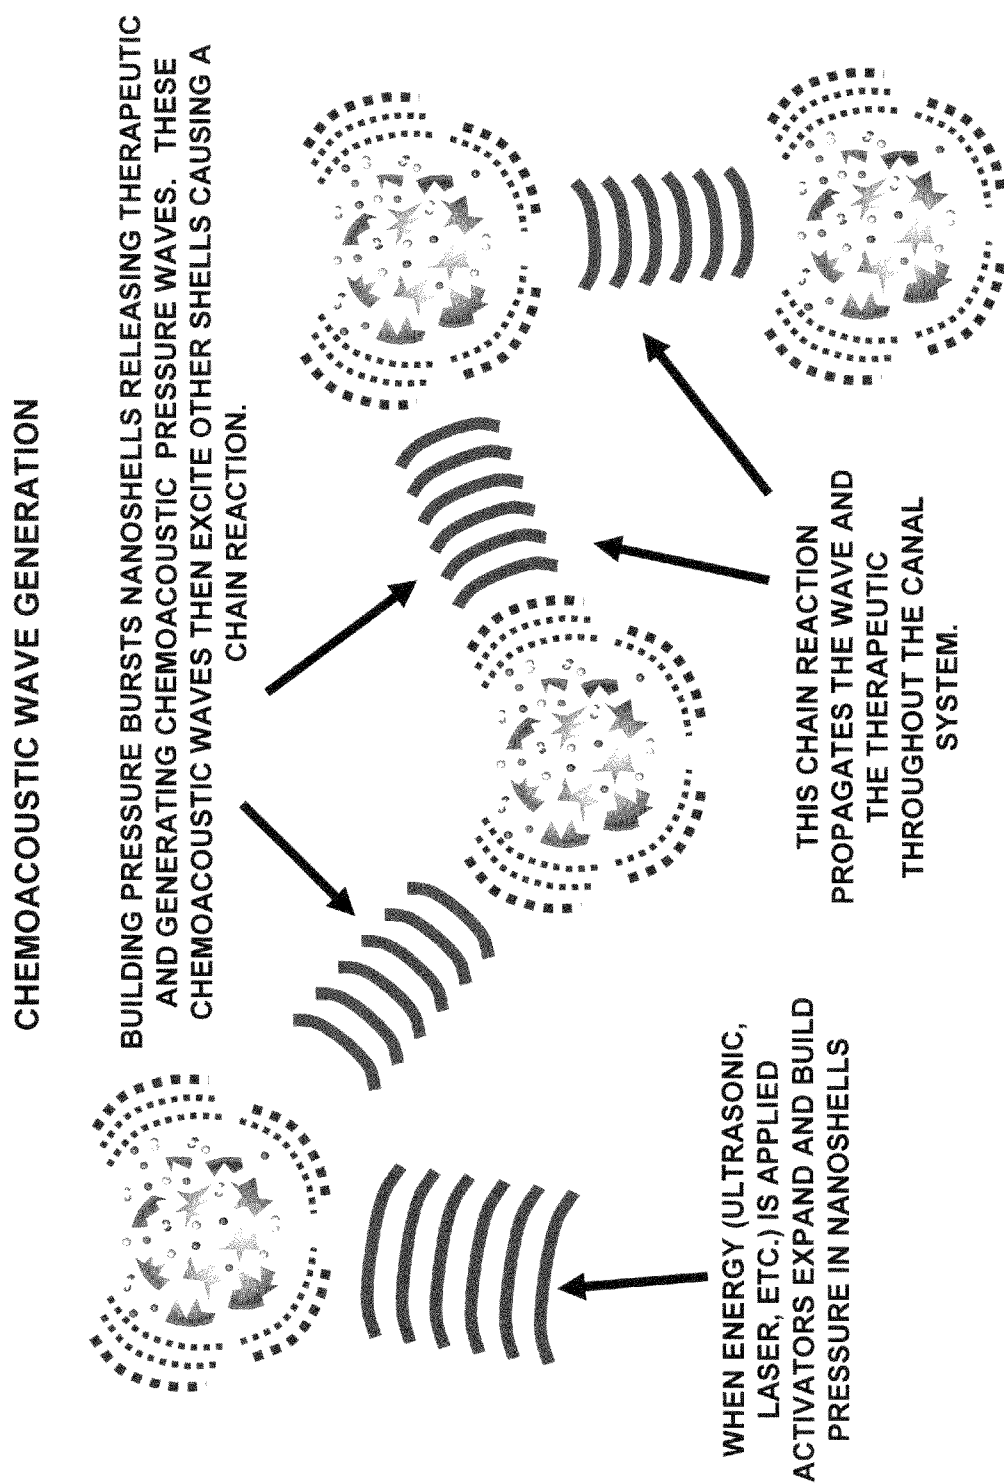 CHEMOACOUSTIC WAVE GENERATION
BUILDING PRESSURE BURSTS NANOSHELLS RELEASING THERAPEUTIC
AND GENERATING CHEMOACOUSTIC PRESSURE WAVES. THESE
CHEMOACOUSTIC WAVES THEN EXCITE OTHER SHELLS CAUSING A
CHAIN REACTION.
WHEN ENERGY (ULTRASONIC,
LASER, ETC.) IS APPLIED
ACTIVATORS EXPAND AND BUILD
PRESSURE IN NANOSHELLS
THIS CHAIN REACTION
PROPAGATES THE WAVE AND
THE THERAPEUTIC
THROUGHOUT THE CANAL
SYSTEM.